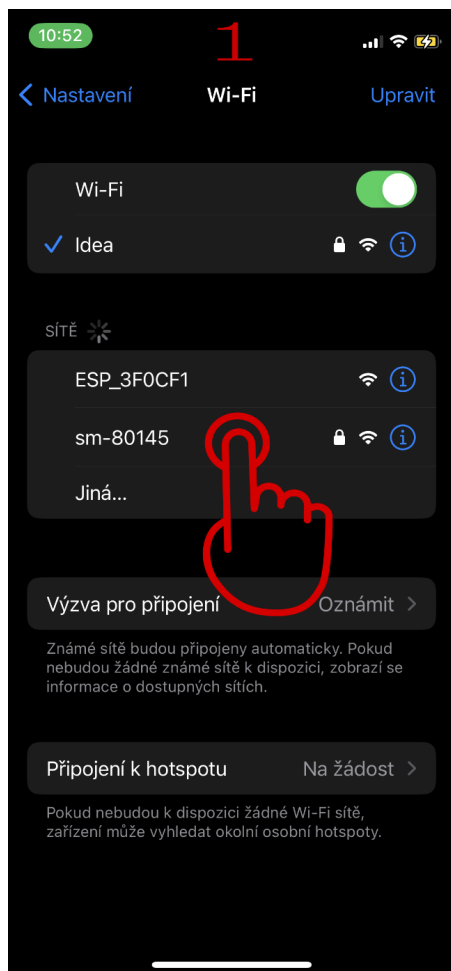 10:52
1
Nastavení Wi-Fi Upravit
Wi-Fi
Idea
SÍTĚ
ESP_3F0CF1
sm-80145
Jiná...
Výzva pro připojení Oznámit
Známé sítě budou připojeny automaticky. Pokud
nebudou žádné známé sítě k dispozici, zobrazí se
informace o dostupných sítích.
Připojení k hotspotu Na žádost
Pokud nebudou k dispozici žádné Wi-Fi sítě,
zařízení může vyhledat okolní osobní hotspoty.